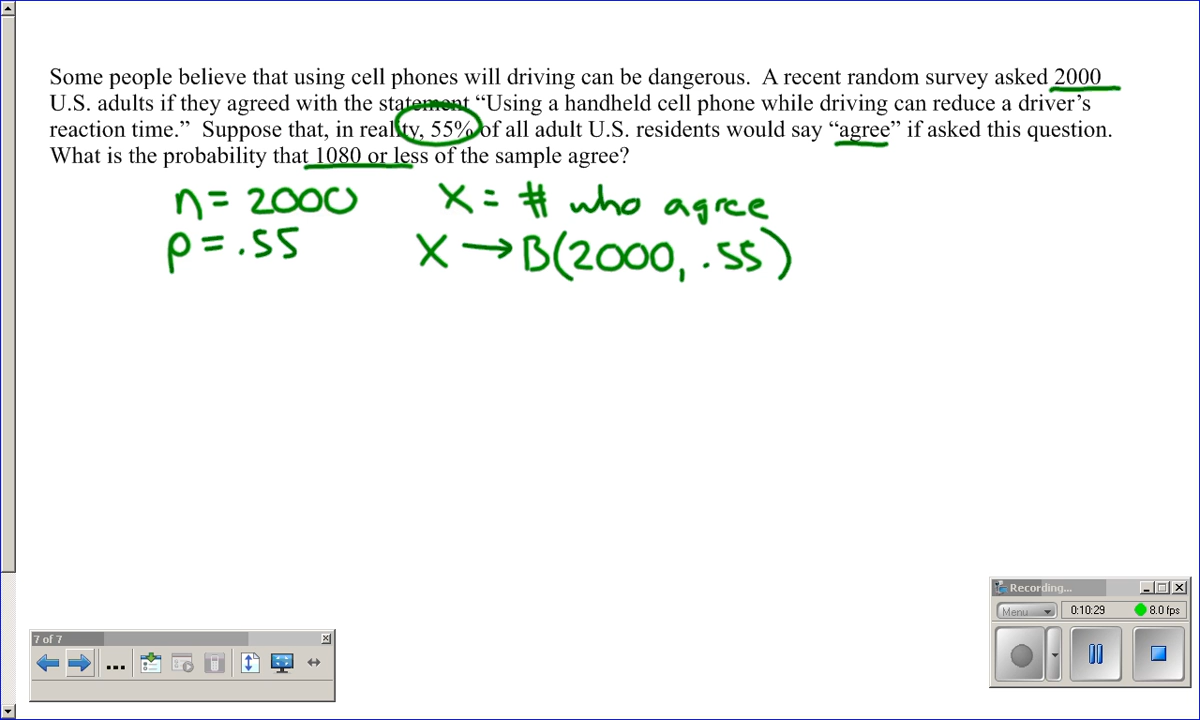 Some people believe that using cell phones will driving can be dangerous.  A recent random survey asked 2000
U.S. adults if they agreed with the statement “Using a handheld cell phone while driving can reduce a driver’s
reaction time.”  Suppose that, in reality, 55% of all adult U.S. residents would say “agree” if asked this question.
What is the probability that 1080 or less of the sample agree?
n = 2000 X = # who agree
p = .55 X → B(2000, .55)
Recording...
Menu 0:10:29 8.0 fps
7 of 7